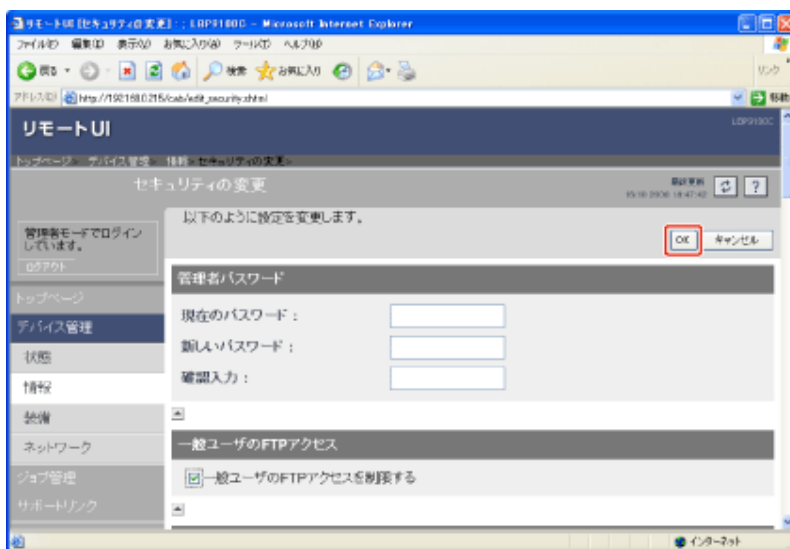 リモートUI [セキュリティの変更] : : LBP9100C - Microsoft Internet Explorer
ファイル(F) 編集(E) 表示(V) お気に入り(A) ツール(T) ヘルプ(H)
戻る 検索 お気に入り リンク
アドレス(D) http://192.168.0.215/cab/edit_security.shtml 移動
リモートUI LBP9100C
トップページ> デバイス管理> 情報> セキュリティの変更>
セキュリティの変更 最終更新
以下のように設定を変更します。
OK キャンセル
管理者モードでログイン
しています。
ログアウト
管理者パスワード
トップページ
現在のパスワード：
デバイス管理
新しいパスワード：
状態
確認入力：
情報
装備
ネットワーク
一般ユーザのFTPアクセス
ジョブ管理
一般ユーザのFTPアクセスを制限する
サポートリンク
インターネット